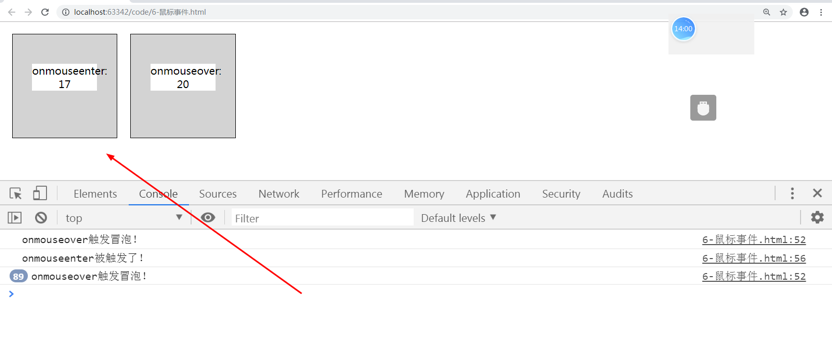 localhost:63342/code/6-鼠标事件.html
14:00
onmouseenter: onmouseover:
17 20
Elements Console Sources Network Performance Memory Application Security Audits
top Filter Default levels
onmouseover触发冒泡! 6-鼠标事件.html:52
onmouseenter被触发了! 6-鼠标事件.html:56
89 onmouseover触发冒泡! 6-鼠标事件.html:52